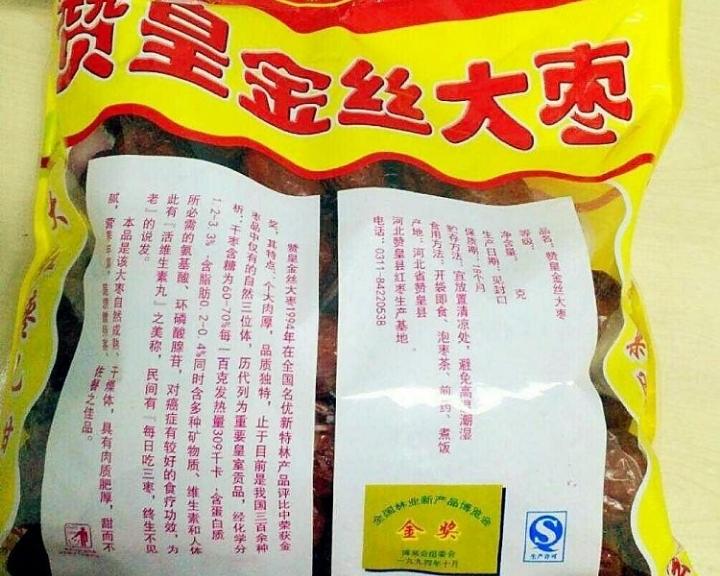 赞皇金丝大枣
品名：赞皇金丝大枣
等级：
净含量： 克
生产日期：见封口
保质期：18个月
贮存方法：宜放置清凉处，避免高温潮湿
食用方法：开袋即食、泡枣茶、煎药、煮饭
产地：河北省赞皇县
河北赞皇县红枣生产基地
电话：0311-84220538
赞皇金丝大枣1994年在全国名优新特林产品评比中荣获金
奖。其特点：个大肉厚，品质独特，止于目前是我国三百余种
枣品中仅有的自然三位体，历代列为重要皇室贡品，经化学分
析：干枣含糖为60-70%每一百克发热量309千卡，含蛋白质
1.2-3.3%，含脂肪0.2-0.4%同时含多种矿物质、维生素和人体
所必需的氨基酸、环磷酸腺苷，对癌症有较好的食疗功效，为
此有『活维生素丸』之美称，民间有『每日吃三枣，终生不见
老』的说发。
本品是该大枣自然成熟、干燥体，具有肉质肥厚，甜而不
腻，营养丰富，是您做
佐餐之佳品。
全国林业新产品博览会
金奖
博览会组委会
一九九四年十月
生产许可